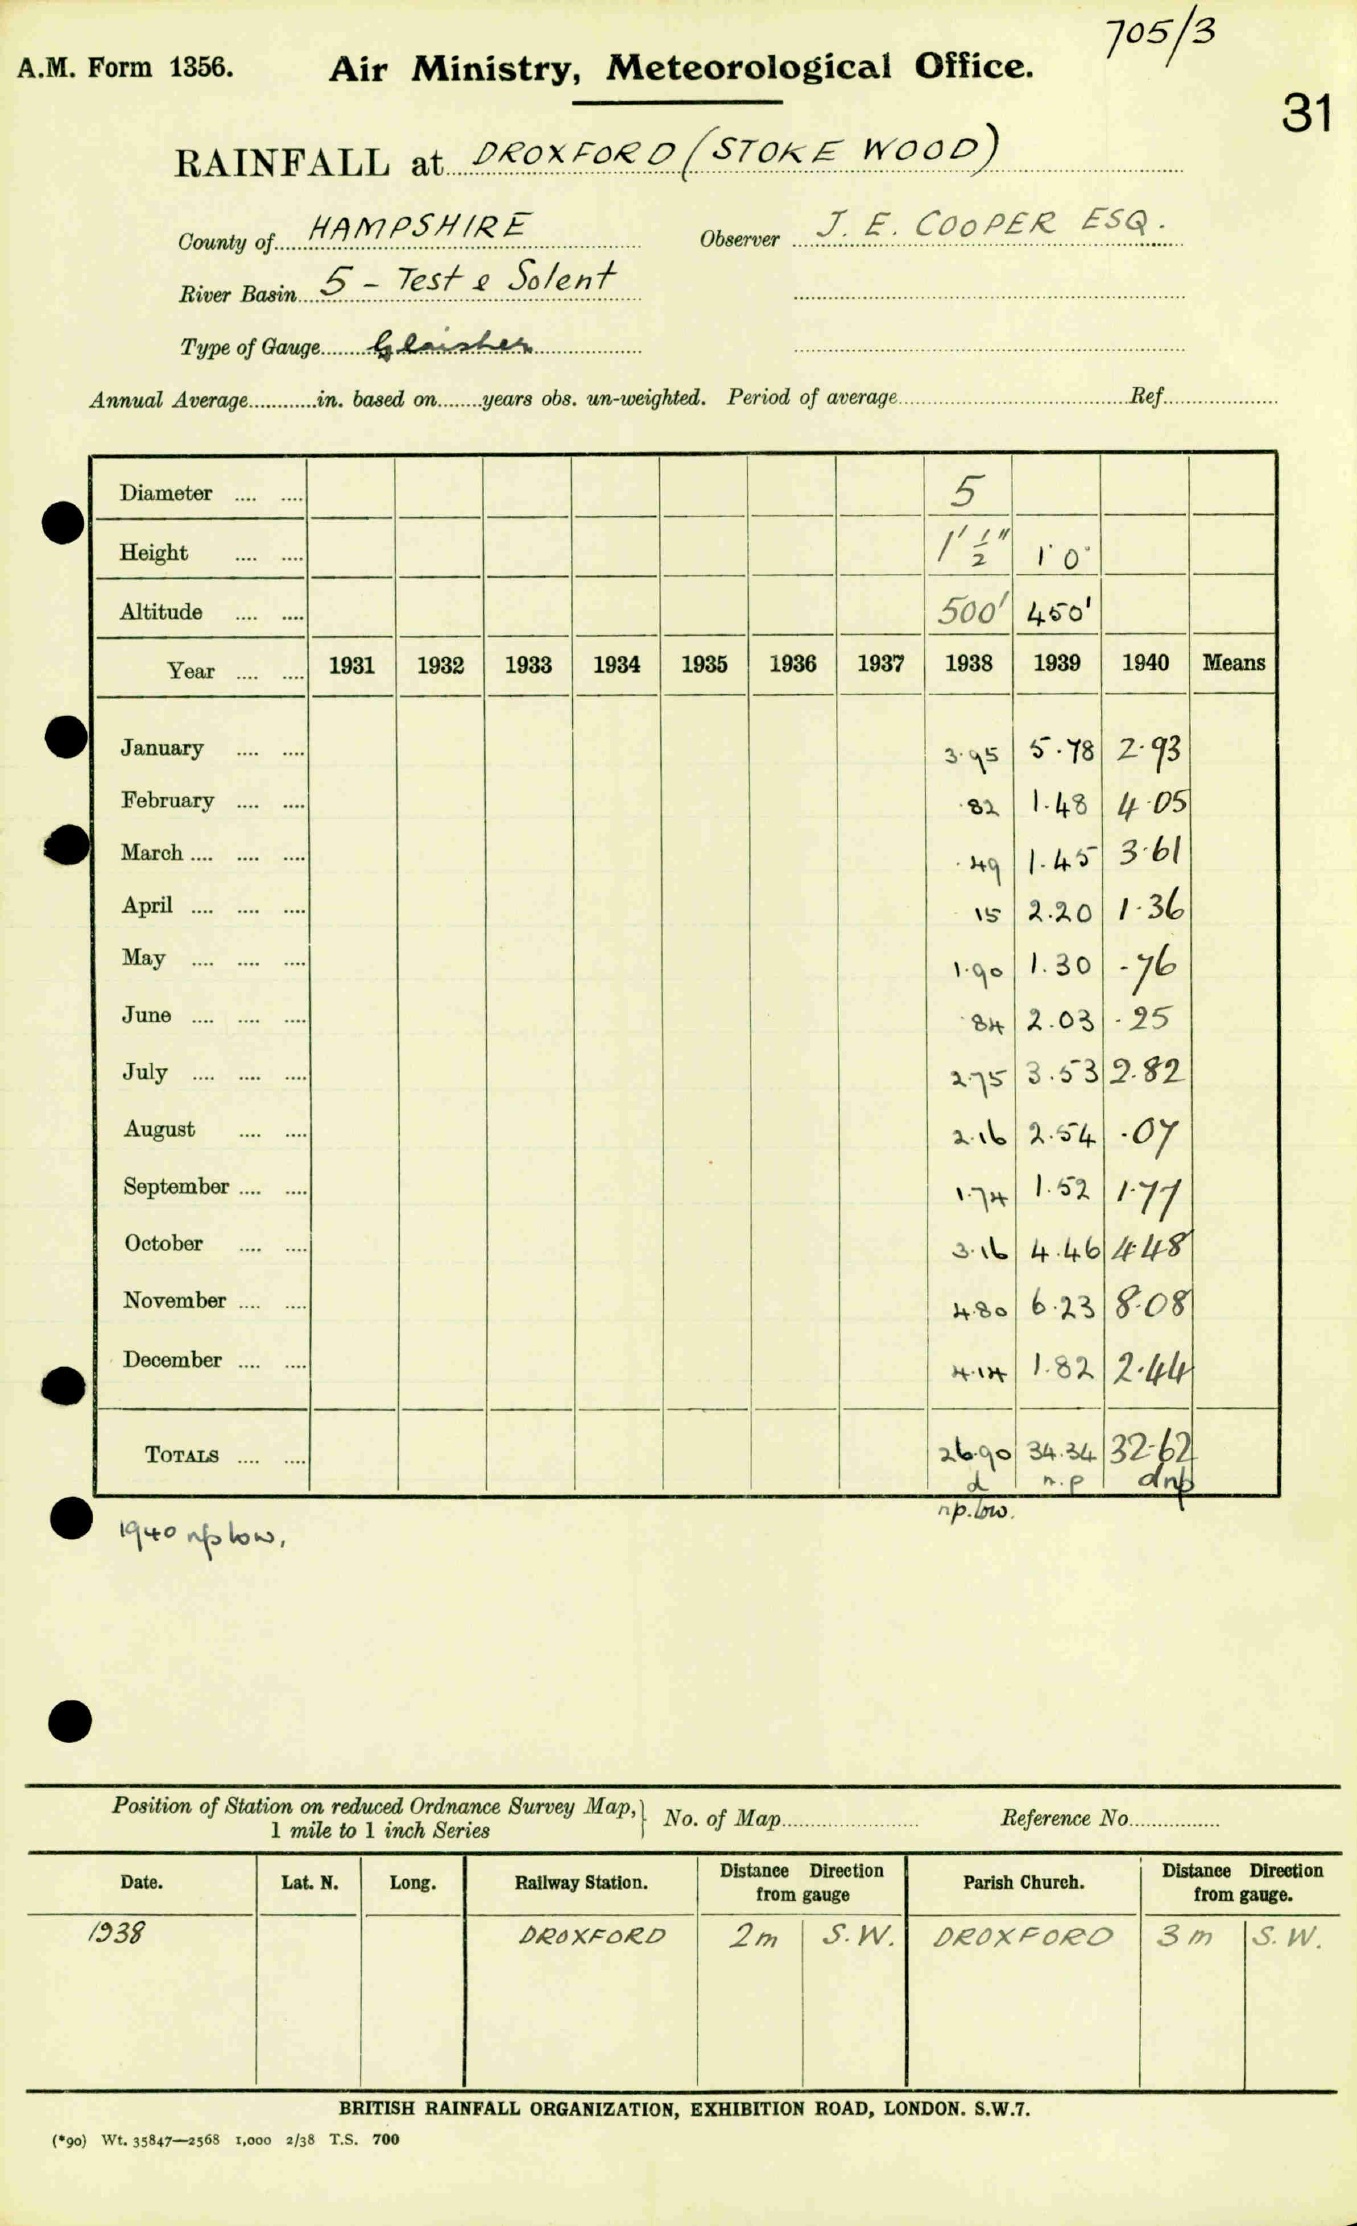 705/3
A.M. Form 1356. Air Ministry, Meteorological Office.
31
RAINFALL at DROXFORD (STOKE WOOD)
County of HAMPSHIRE Observer J. E. COOPER ESQ.
River Basin 5 - Test & Solent
Type of Gauge Glaisher
Annual Average............in. based on........years obs. un-weighted. Period of average.............................Ref.............
Diameter .... .... 5
Height .... .... 1' ½" 1' 0"
Altitude .... .... 500' 450'
Year .... .... 1931 1932 1933 1934 1935 1936 1937 1938 1939 1940 Means
January .... .... 3.95 5.78 2.93
February .... .... .82 1.48 4.05
March .... .... .... .49 1.45 3.61
April .... .... .... 15 2.20 1.36
May .... .... .... 1.90 1.30 .76
June .... .... .... .84 2.03 .25
July .... .... .... 2.75 3.53 2.82
August .... .... 2.16 2.54 .07
September .... .... 1.74 1.52 1.77
October .... .... 3.16 4.46 4.48
November .... .... 4.80 6.23 8.08
December .... .... 4.14 1.82 2.44
TOTALS .... .... 26.90 34.34 32.62
d n.p dnp
np.low.
1940 np low.
Position of Station on reduced Ordnance Survey Map, 1 mile to 1 inch Series } No. of Map.................... Reference No.............
Date. Lat. N. Long. Railway Station. Distance Direction from gauge Parish Church. Distance Direction from gauge.
1938 DROXFORD 2m S.W. DROXFORD 3m S.W.
BRITISH RAINFALL ORGANIZATION, EXHIBITION ROAD, LONDON. S.W.7.
(*90) Wt. 35847—2568 1,000 2/38 T.S. 700